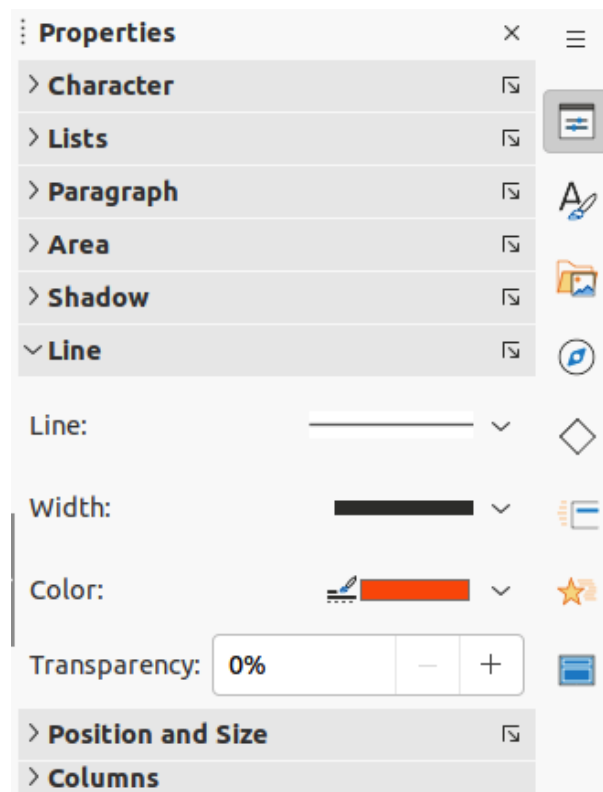 Properties
Character
Lists
Paragraph
Area
Shadow
Line
Line:
Width:
Color:
Transparency: 0%
Position and Size
Columns